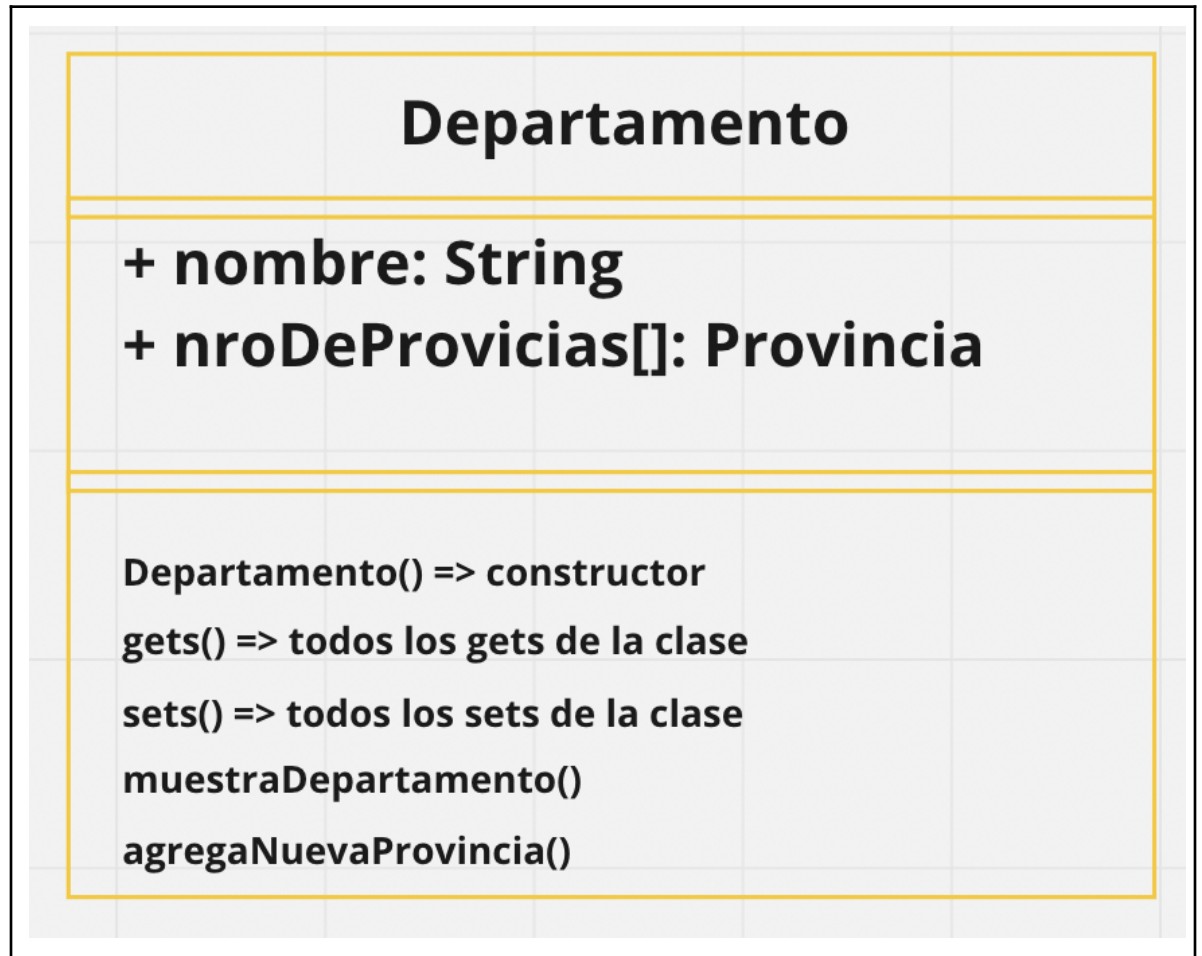 Departamento
+ nombre: String
+ nroDeProvicias[]: Provincia
Departamento() => constructor
gets() => todos los gets de la clase
sets() => todos los sets de la clase
muestraDepartamento()
agregaNuevaProvincia()